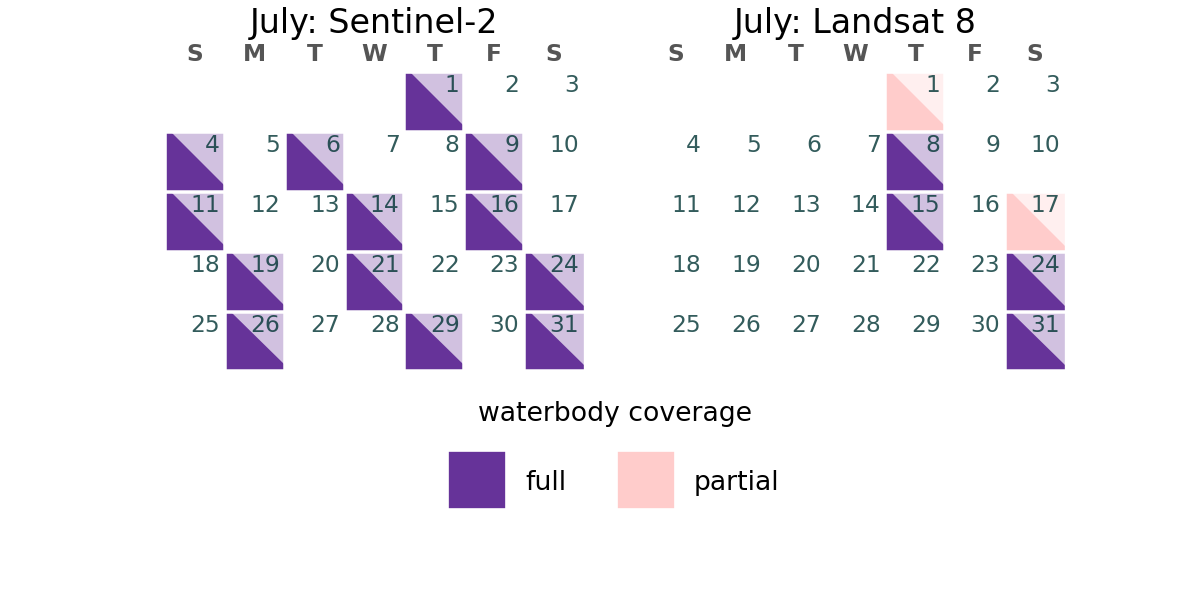 July: Sentinel-2
S M T W T F S
1 2 3
4 5 6 7 8 9 10
11 12 13 14 15 16 17
18 19 20 21 22 23 24
25 26 27 28 29 30 31
July: Landsat 8
S M T W T F S
1 2 3
4 5 6 7 8 9 10
11 12 13 14 15 16 17
18 19 20 21 22 23 24
25 26 27 28 29 30 31
waterbody coverage
full partial